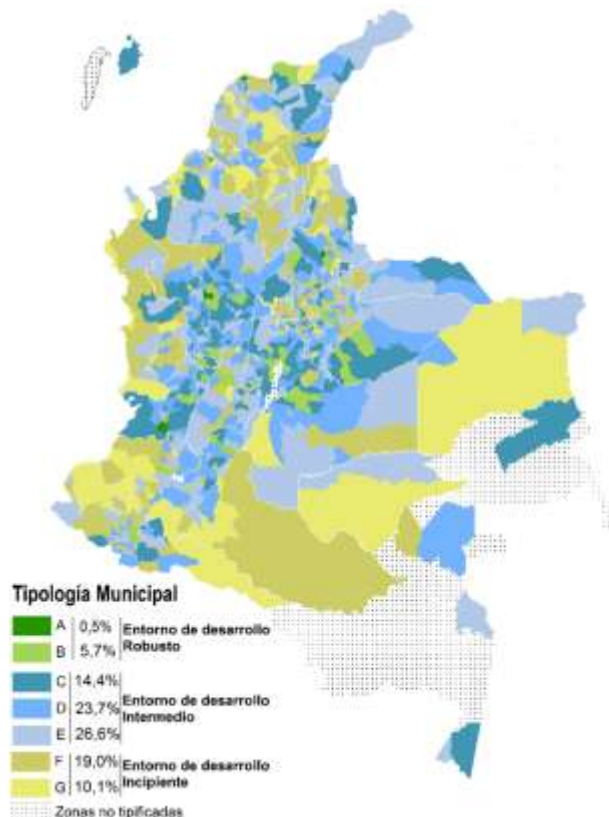 Tipología Municipal
A 0,5% Entorno de desarrollo
B 5,7% Robusto
C 14,4%
D 23,7% Entorno de desarrollo
E 26,6% Intermedio
F 19,0% Entorno de desarrollo
G 10,1% Incipiente
Zonas no tipificadas